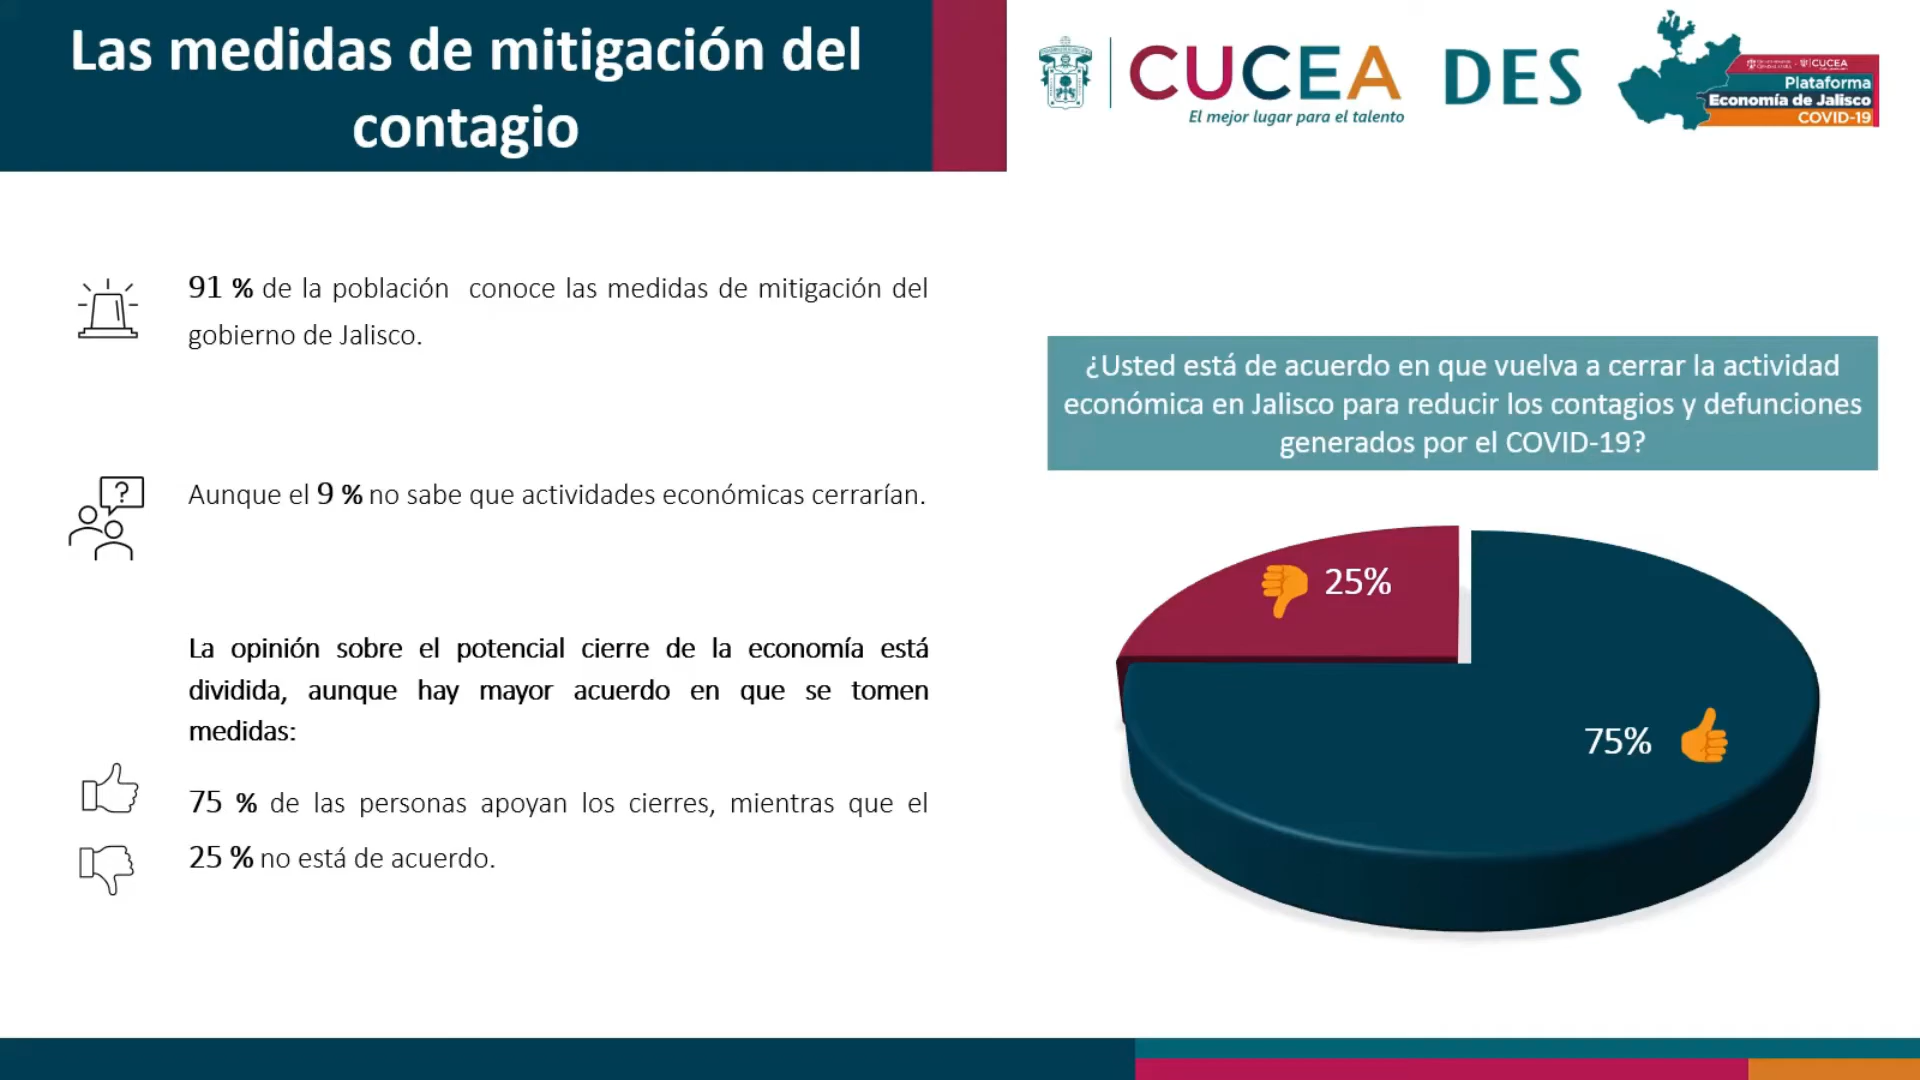 Las medidas de mitigación del
contagio
CUCEA
El mejor lugar para el talento
DES
CUCEA
Plataforma
Economía de Jalisco
COVID-19
91 % de la población conoce las medidas de mitigación del
gobierno de Jalisco.
?
Aunque el 9 % no sabe que actividades económicas cerrarían.
La opinión sobre el potencial cierre de la economía está
dividida, aunque hay mayor acuerdo en que se tomen
medidas:
75 % de las personas apoyan los cierres, mientras que el
25 % no está de acuerdo.
¿Usted está de acuerdo en que vuelva a cerrar la actividad
económica en Jalisco para reducir los contagios y defunciones
generados por el COVID-19?
25%
75%